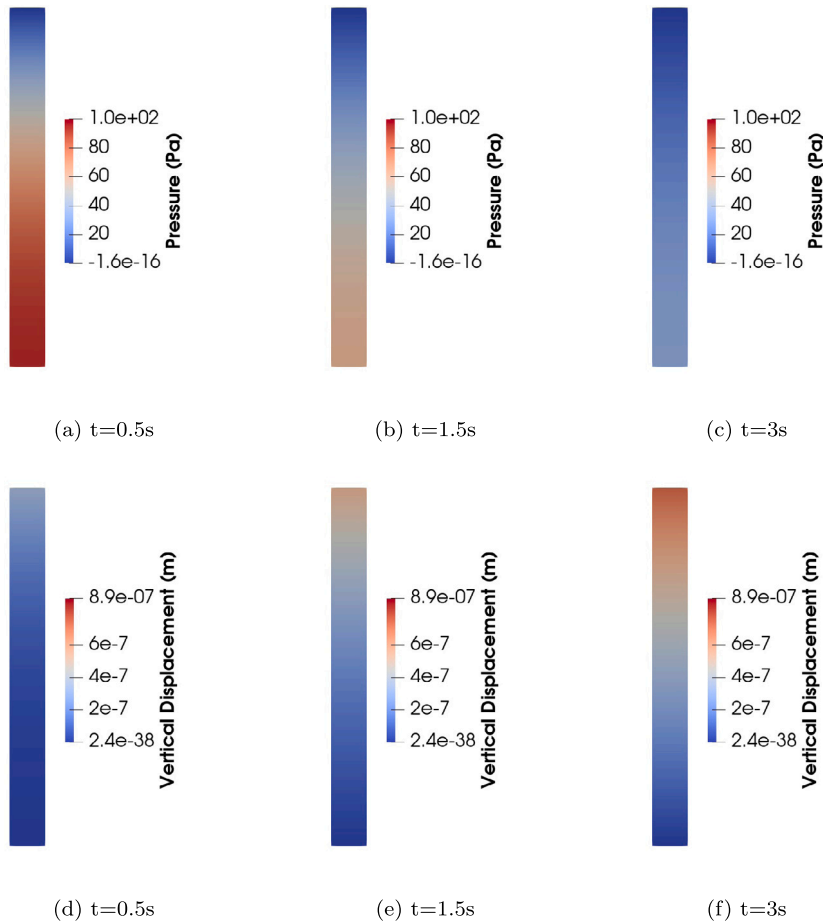 1.0e+02
80
60
40
20
-1.6e-16
Pressure (Pa)
1.0e+02
80
60
40
20
-1.6e-16
Pressure (Pa)
1.0e+02
80
60
40
20
-1.6e-16
Pressure (Pa)
(a) t=0.5s
(b) t=1.5s
(c) t=3s
8.9e-07
6e-7
4e-7
2e-7
2.4e-38
Vertical Displacement (m)
8.9e-07
6e-7
4e-7
2e-7
2.4e-38
Vertical Displacement (m)
8.9e-07
6e-7
4e-7
2e-7
2.4e-38
Vertical Displacement (m)
(d) t=0.5s
(e) t=1.5s
(f) t=3s